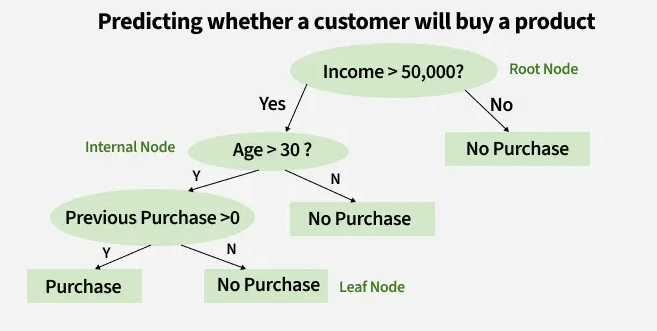 Predicting whether a customer will buy a product
Income > 50,000?
Root Node
Yes
No
Internal Node
Age > 30 ?
No Purchase
Y
N
Previous Purchase >0
No Purchase
Y
N
Purchase
No Purchase
Leaf Node